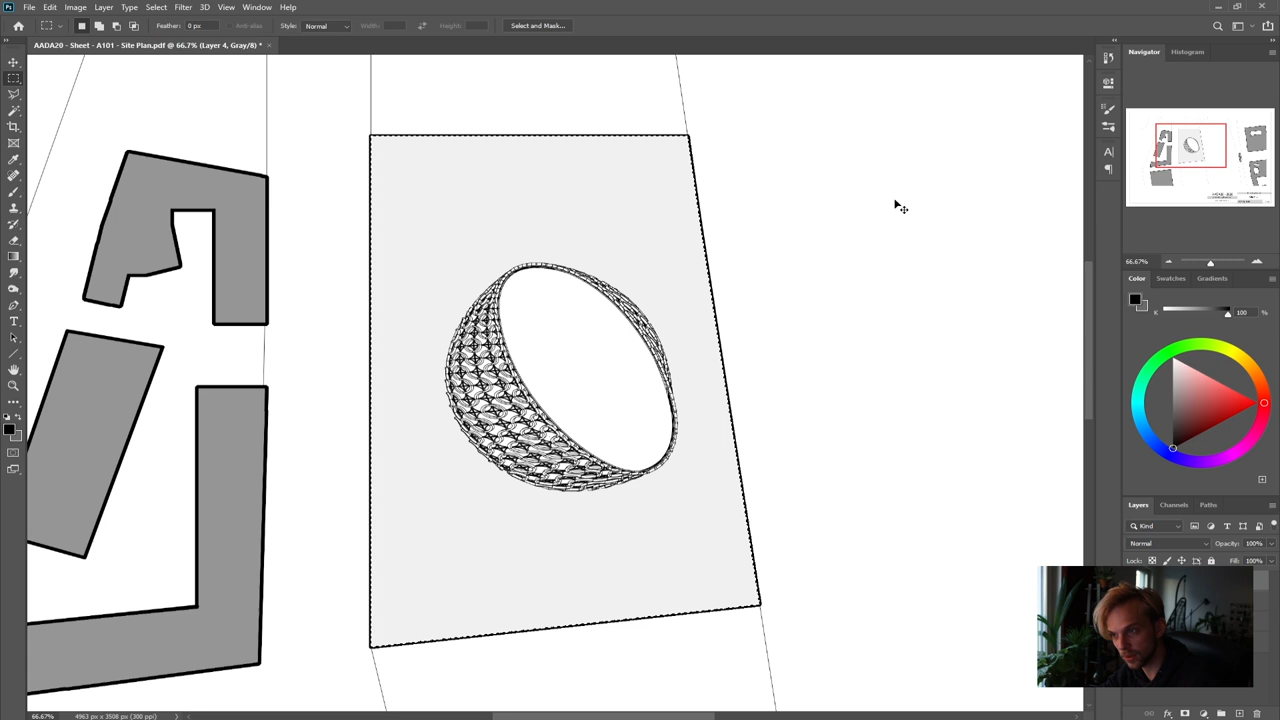 Ps File Edit Image Layer Type Select Filter 3D View Window Help
Feather: 0 px Anti-alias Style: Normal Width: Height: Select and Mask...
AADA20 - Sheet - A101 - Site Plan.pdf @ 66.7% (Layer 4, Gray/8) *
Navigator Histogram
66.67%
Color Swatches Gradients
K 100 %
Layers Channels Paths
Kind
Normal Opacity: 100%
Lock: Fill: 100%
66.67% 4963 px x 3508 px (300 ppi)